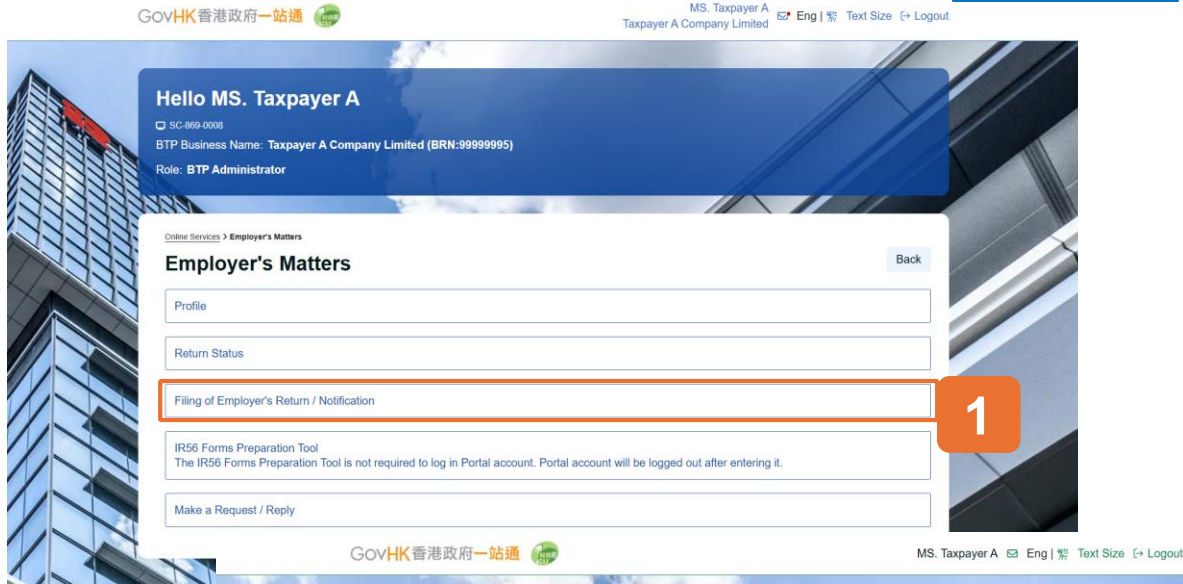 GovHK香港政府一站通
MS. Taxpayer A
Taxpayer A Company Limited
Eng | 繁 Text Size Logout
Hello MS. Taxpayer A
SC-869-0008
BTP Business Name: Taxpayer A Company Limited (BRN:99999995)
Role: BTP Administrator
Online Services > Employer's Matters
Employer's Matters
Back
Profile
Return Status
Filing of Employer's Return / Notification
1
IR56 Forms Preparation Tool
The IR56 Forms Preparation Tool is not required to log in Portal account. Portal account will be logged out after entering it.
Make a Request / Reply
GovHK香港政府一站通
MS. Taxpayer A Eng | 繁 Text Size Logout